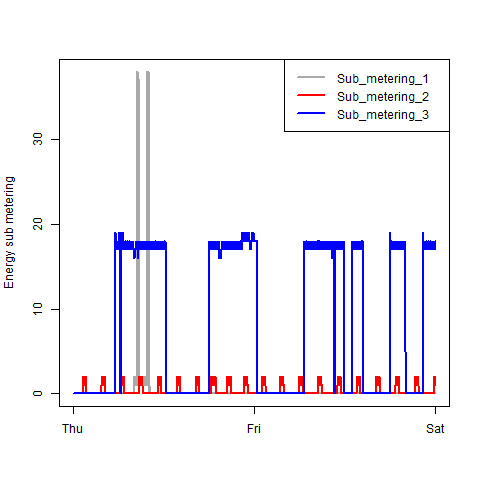 Sub_metering_1
Sub_metering_2
Sub_metering_3
Energy sub metering
30
20
10
0
Thu Fri Sat